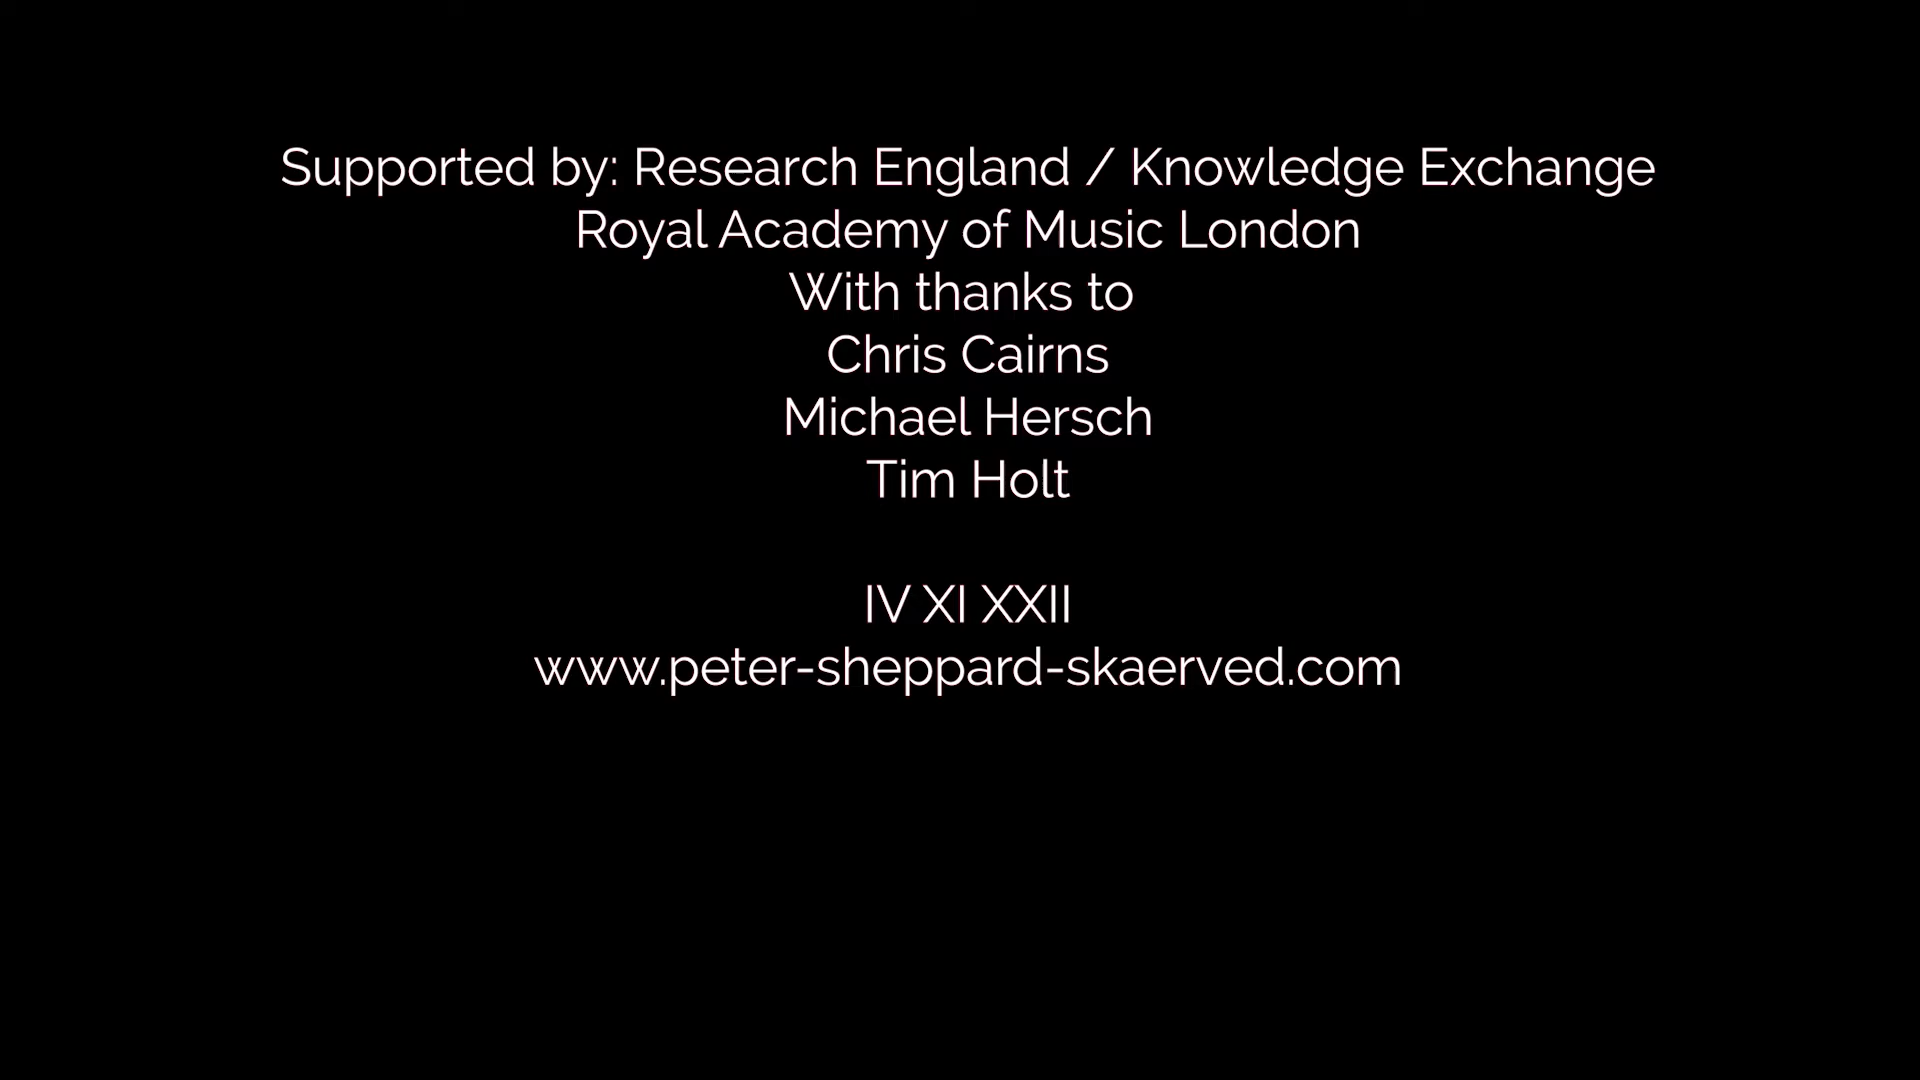 Supported by: Research England / Knowledge Exchange
Royal Academy of Music London
With thanks to
Chris Cairns
Michael Hersch
Tim Holt
IV XI XXII
www.peter-sheppard-skaerved.com